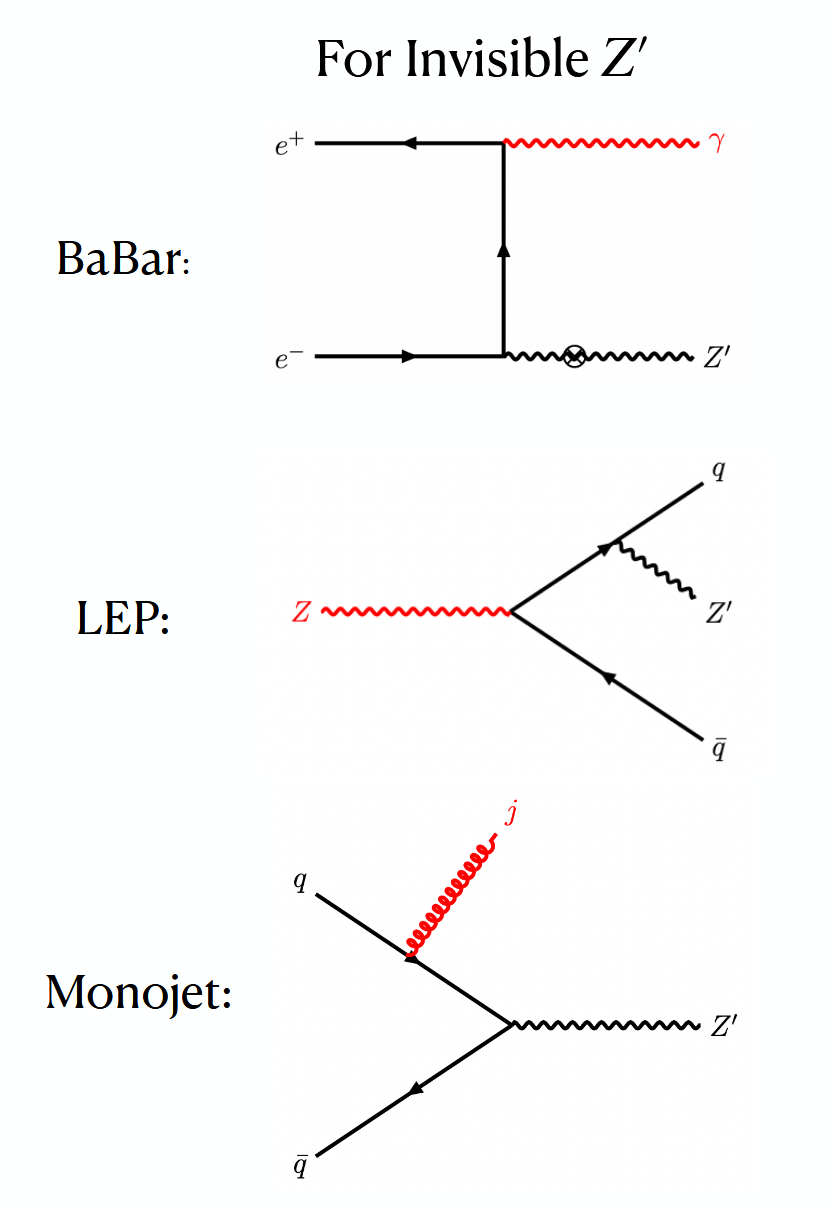 For Invisible Z′
e⁺
γ
BaBar:
e⁻
Z′
q
LEP:
Z
Z′
q̄
j
q
Monojet:
Z′
q̄